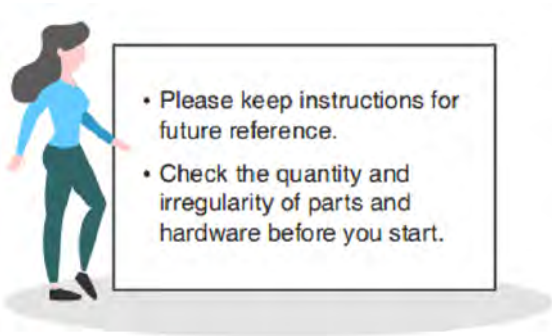 • Please keep instructions for
future reference.
• Check the quantity and
irregularity of parts and
hardware before you start.